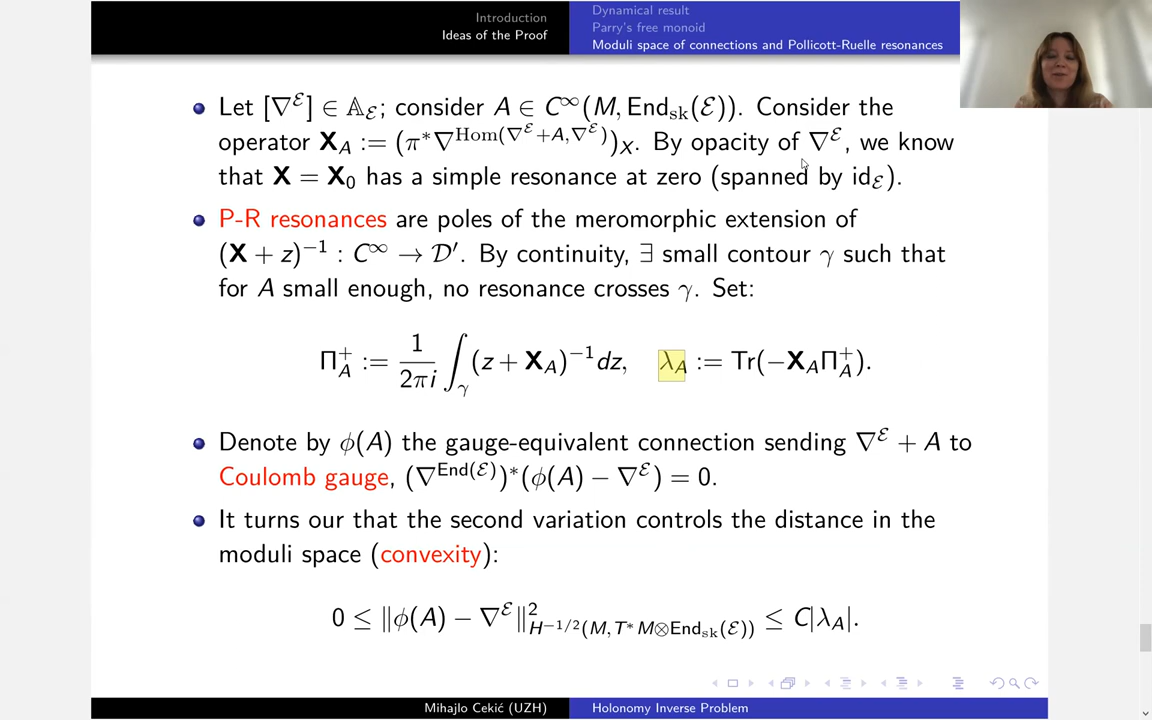 Introduction
Ideas of the Proof
Dynamical result
Parry's free monoid
Moduli space of connections and Pollicott-Ruelle resonances
Let [∇^ℰ] ∈ 𝔸_ℰ; consider A ∈ C^∞(M, End_sk(ℰ)). Consider the
operator X_A := (π*∇^Hom(∇^ℰ+A,∇^ℰ))_X. By opacity of ∇^ℰ, we know
that X = X_0 has a simple resonance at zero (spanned by id_ℰ).
P-R resonances are poles of the meromorphic extension of
(X + z)^−1 : C^∞ → 𝒟′. By continuity, ∃ small contour γ such that
for A small enough, no resonance crosses γ. Set:
Π_A^+ := 1/(2πi) ∫_γ (z + X_A)^−1 dz, λ_A := Tr(−X_A Π_A^+).
Denote by ϕ(A) the gauge-equivalent connection sending ∇^ℰ + A to
Coulomb gauge, (∇^End(ℰ))*(ϕ(A) − ∇^ℰ) = 0.
It turns our that the second variation controls the distance in the
moduli space (convexity):
0 ≤ ‖ϕ(A) − ∇^ℰ‖²_H^−1/2(M,T*M⊗End_sk(ℰ)) ≤ C|λ_A|.
Mihajlo Cekić (UZH)
Holonomy Inverse Problem